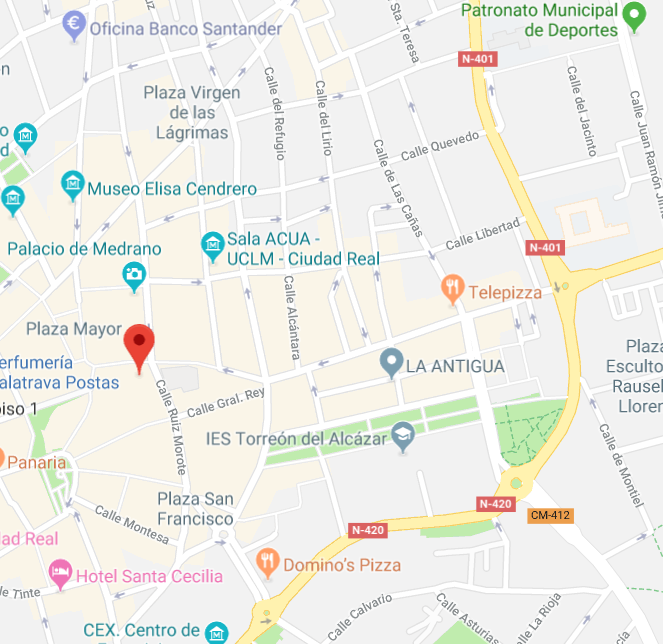 Patronato Municipal
de Deportes
Oficina Banco Santander
Sta. Teresa
N-401
Plaza Virgen
de las
Lágrimas
Calle del Refugio
Calle del Lirio
Calle del Jacinto
Calle Juan Ramón
Calle Quevedo
Calle de Las Cañas
Museo Elisa Cendrero
Calle Libertad
Sala ACUA -
UCLM - Ciudad Real
Palacio de Medrano
N-401
Calle Alcántara
Telepizza
Plaza Mayor
erfumería
alatrava Postas
LA ANTIGUA
Plaza
Esculto
Rausel
Lloren
piso 1
Calle Ruiz Morote
Calle Gral. Rey
IES Torreón del Alcázar
Calle de Montiel
Panaria
Plaza San
Francisco
Calle Montesa
N-420
CM-412
N-420
dad Real
Domino's Pizza
Hotel Santa Cecilia
e Tinte
Calle Calvario
Calle Asturias
Calle La Rioja
CEX. Centro de